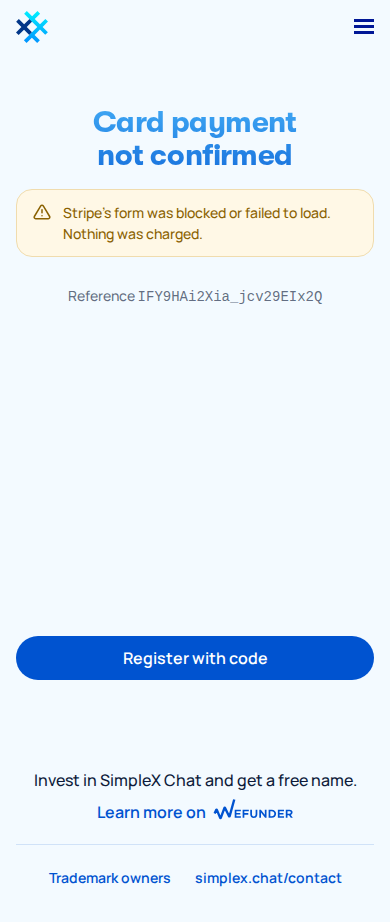 Card payment
not confirmed
Stripe's form was blocked or failed to load.
Nothing was charged.
Reference IFY9HAi2Xia_jcv29EIx2Q
Register with code
Invest in SimpleX Chat and get a free name.
Learn more on WEFUNDER
Trademark owners simplex.chat/contact